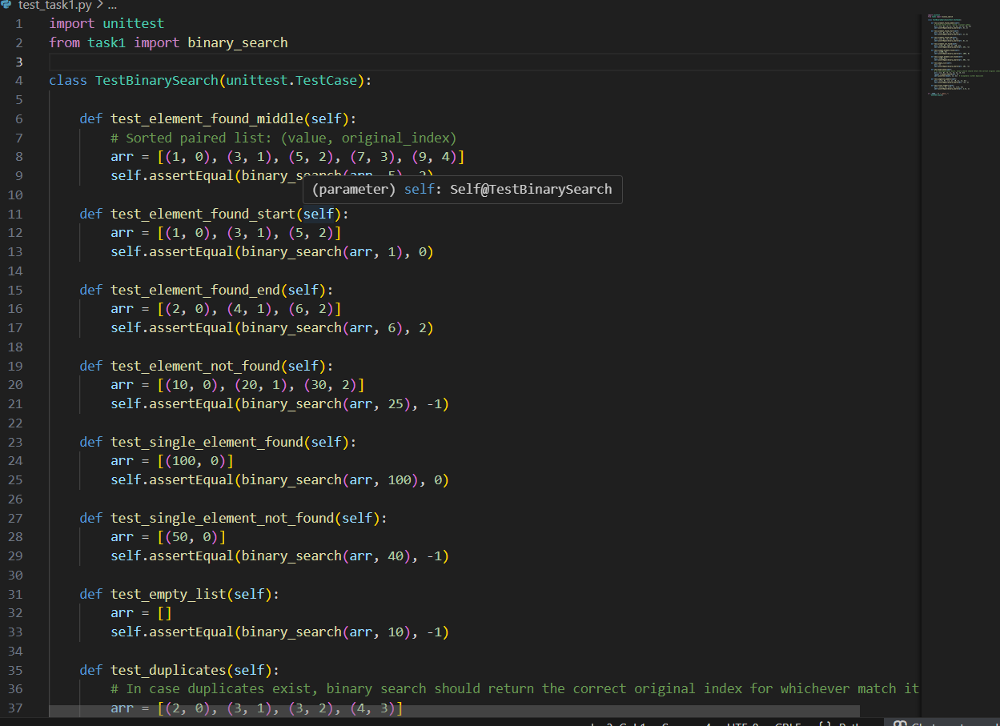 test_task1.py > ...
1 import unittest
2 from task1 import binary_search
3
4 class TestBinarySearch(unittest.TestCase):
5
6     def test_element_found_middle(self):
7         # Sorted paired list: (value, original_index)
8         arr = [(1, 0), (3, 1), (5, 2), (7, 3), (9, 4)]
9         self.assertEqual(binary_search(arr, 5), 2)
(parameter) self: Self@TestBinarySearch
10
11     def test_element_found_start(self):
12         arr = [(1, 0), (3, 1), (5, 2)]
13         self.assertEqual(binary_search(arr, 1), 0)
14
15     def test_element_found_end(self):
16         arr = [(2, 0), (4, 1), (6, 2)]
17         self.assertEqual(binary_search(arr, 6), 2)
18
19     def test_element_not_found(self):
20         arr = [(10, 0), (20, 1), (30, 2)]
21         self.assertEqual(binary_search(arr, 25), -1)
22
23     def test_single_element_found(self):
24         arr = [(100, 0)]
25         self.assertEqual(binary_search(arr, 100), 0)
26
27     def test_single_element_not_found(self):
28         arr = [(50, 0)]
29         self.assertEqual(binary_search(arr, 40), -1)
30
31     def test_empty_list(self):
32         arr = []
33         self.assertEqual(binary_search(arr, 10), -1)
34
35     def test_duplicates(self):
36         # In case duplicates exist, binary search should return the correct original index for whichever match it
37         arr = [(2, 0), (3, 1), (3, 2), (4, 3)]